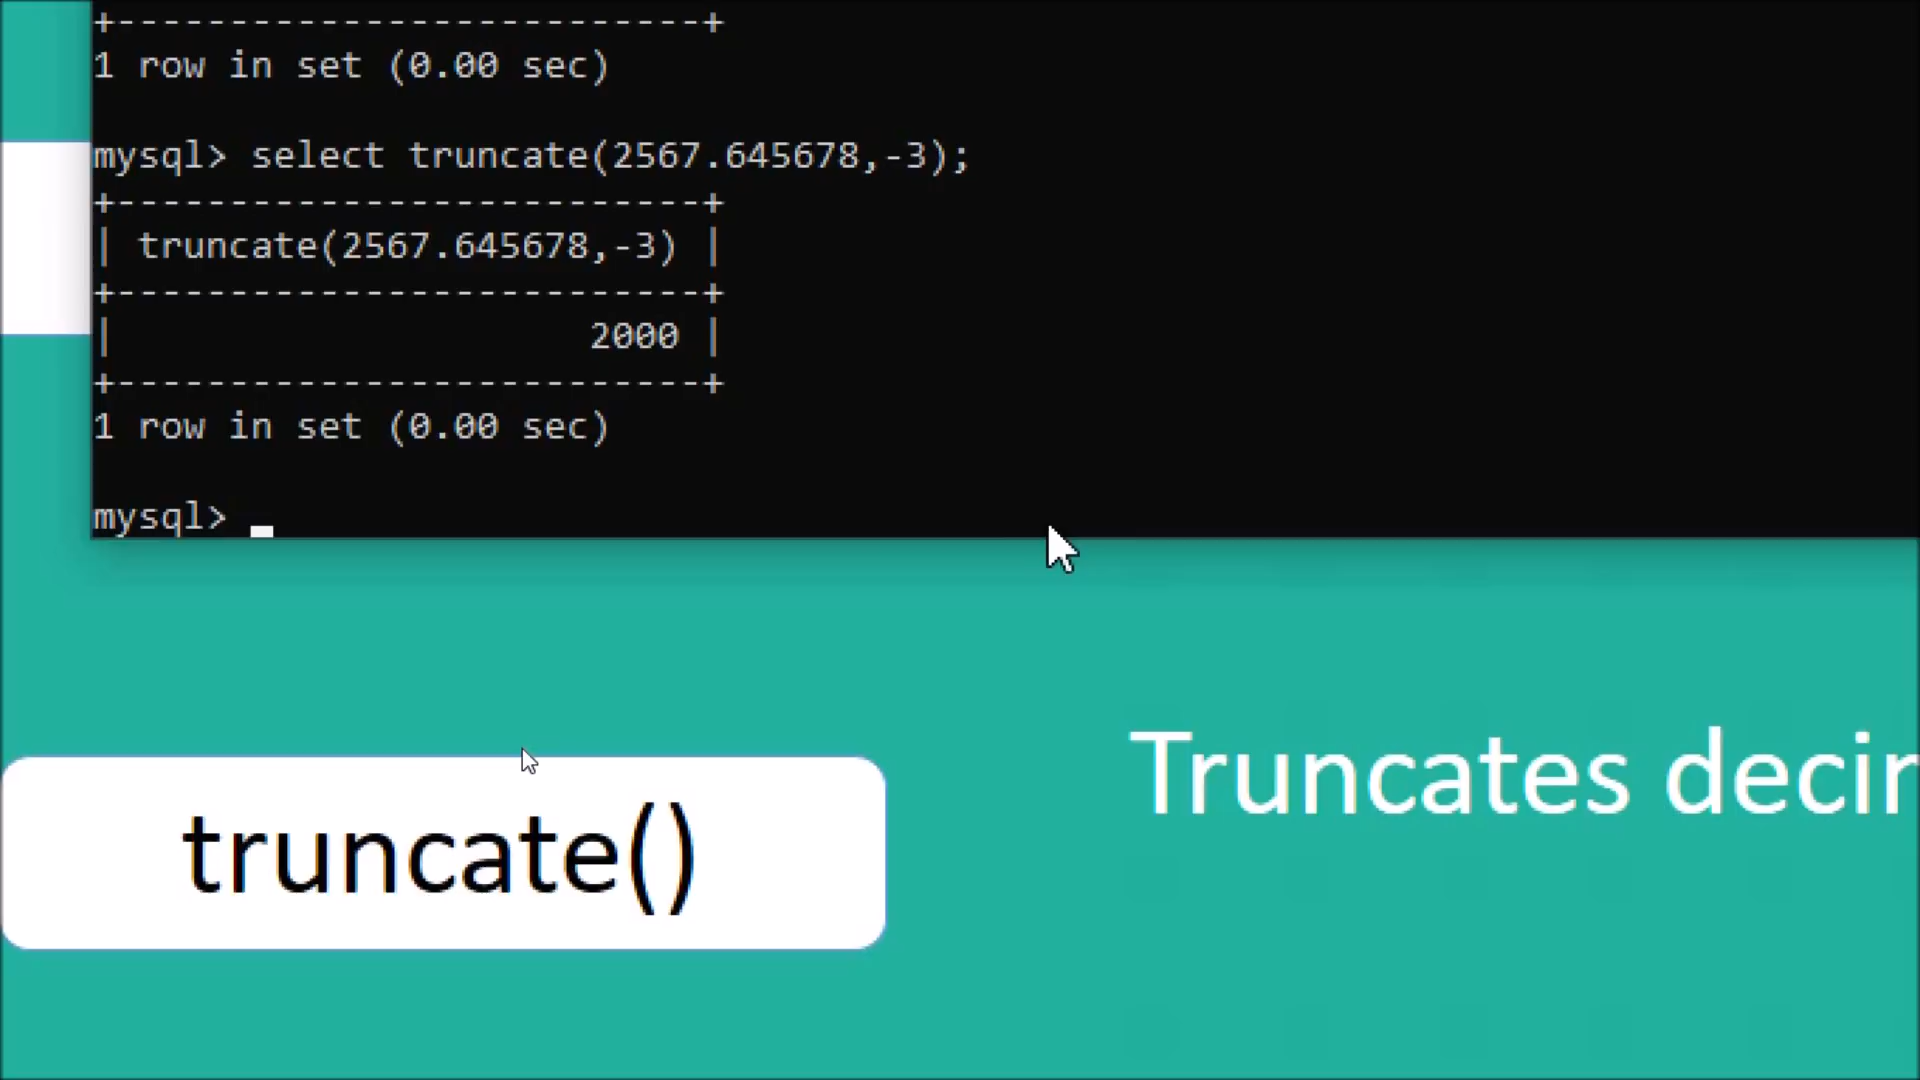 +--------------------------+
1 row in set (0.00 sec)
mysql> select truncate(2567.645678,-3);
+--------------------------+
| truncate(2567.645678,-3) |
+--------------------------+
|                     2000 |
+--------------------------+
1 row in set (0.00 sec)
mysql>
Truncates decim
truncate()